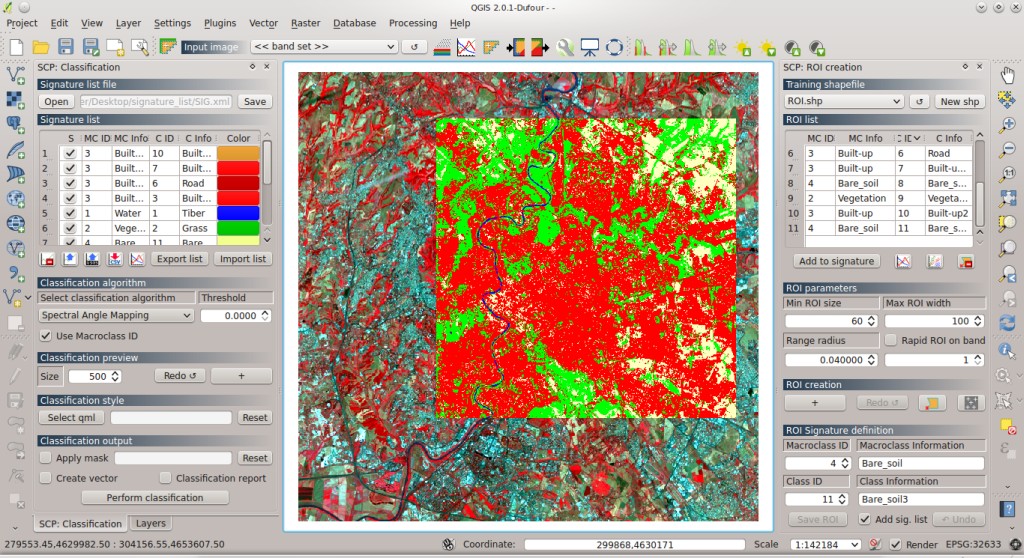 QGIS 2.0.1-Dufour - -
Project Edit View Layer Settings Plugins Vector Raster Database Processing Help
Input image << band set >>
SCP: Classification
Signature list file
Open er/Desktop/signature_list/SIG.xml Save
Signature list
S MC ID MC Info C ID C Info Color
1 3 Built... 10 Built...
2 3 Built... 7 Built...
3 3 Built... 6 Road
4 3 Built... 3 Built...
5 1 Water 1 Tiber
6 2 Vege... 2 Grass
7 4 Bare 11 Bare
Export list Import list
Classification algorithm
Select classification algorithm Threshold
Spectral Angle Mapping 0.0000
Use Macroclass ID
Classification preview
Size 500 Redo ↺ +
Classification style
Select qml Reset
Classification output
Apply mask Reset
Create vector Classification report
Perform classification
SCP: Classification Layers
SCP: ROI creation
Training shapefile
ROI.shp New shp
ROI list
MC ID MC Info C Info
6 3 Built-up 6 Road
7 3 Built-up 7 Built-u...
8 4 Bare_soil 8 Bare_s...
9 2 Vegetation 9 Vegeta...
10 3 Built-up 10 Built-up2
11 4 Bare_soil 11 Bare_s...
Add to signature
ROI parameters
Min ROI size Max ROI width
60 100
Range radius Rapid ROI on band
0.040000 1
ROI creation
+ Redo ↺
ROI Signature definition
Macroclass ID Macroclass Information
4 Bare_soil
Class ID Class Information
11 Bare_soil3
Save ROI Add sig. list Undo
279553.45,4629982.50 : 304156.55,4653607.50 Coordinate: 299868,4630171 Scale 1:142184 Render EPSG:32633